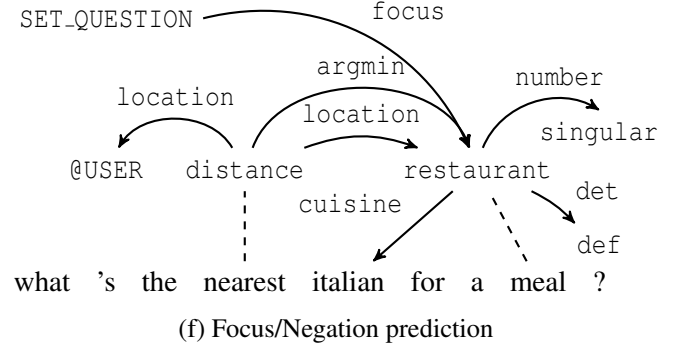 focus
SET_QUESTION
argmin
number
location
location
singular
@USER distance restaurant
det
cuisine
def
what 's the nearest italian for a meal ?
(f) Focus/Negation prediction